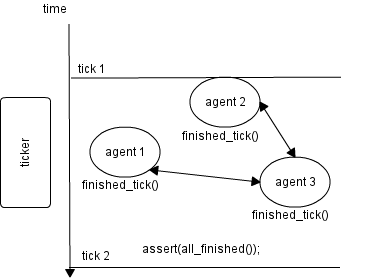 time
tick 1
agent 2
finished_tick()
ticker
agent 1
finished_tick()
agent 3
finished_tick()
assert(all_finished());
tick 2